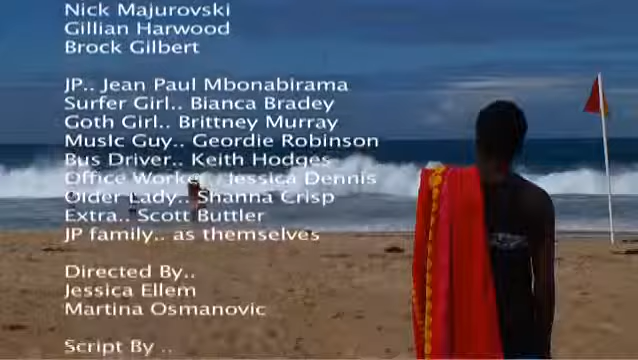 Nick Majurovski
Gillian Harwood
Brock Gilbert
JP.. Jean Paul Mbonabirama
Surfer Girl.. Bianca Bradey
Goth Girl.. Brittney Murray
Music Guy.. Geordie Robinson
Bus Driver.. Keith Hodges
Office Worker.. Jessica Dennis
Older Lady.. Shanna Crisp
Extra.. Scott Buttler
JP family.. as themselves
Directed By..
Jessica Ellem
Martina Osmanovic
Script By ..